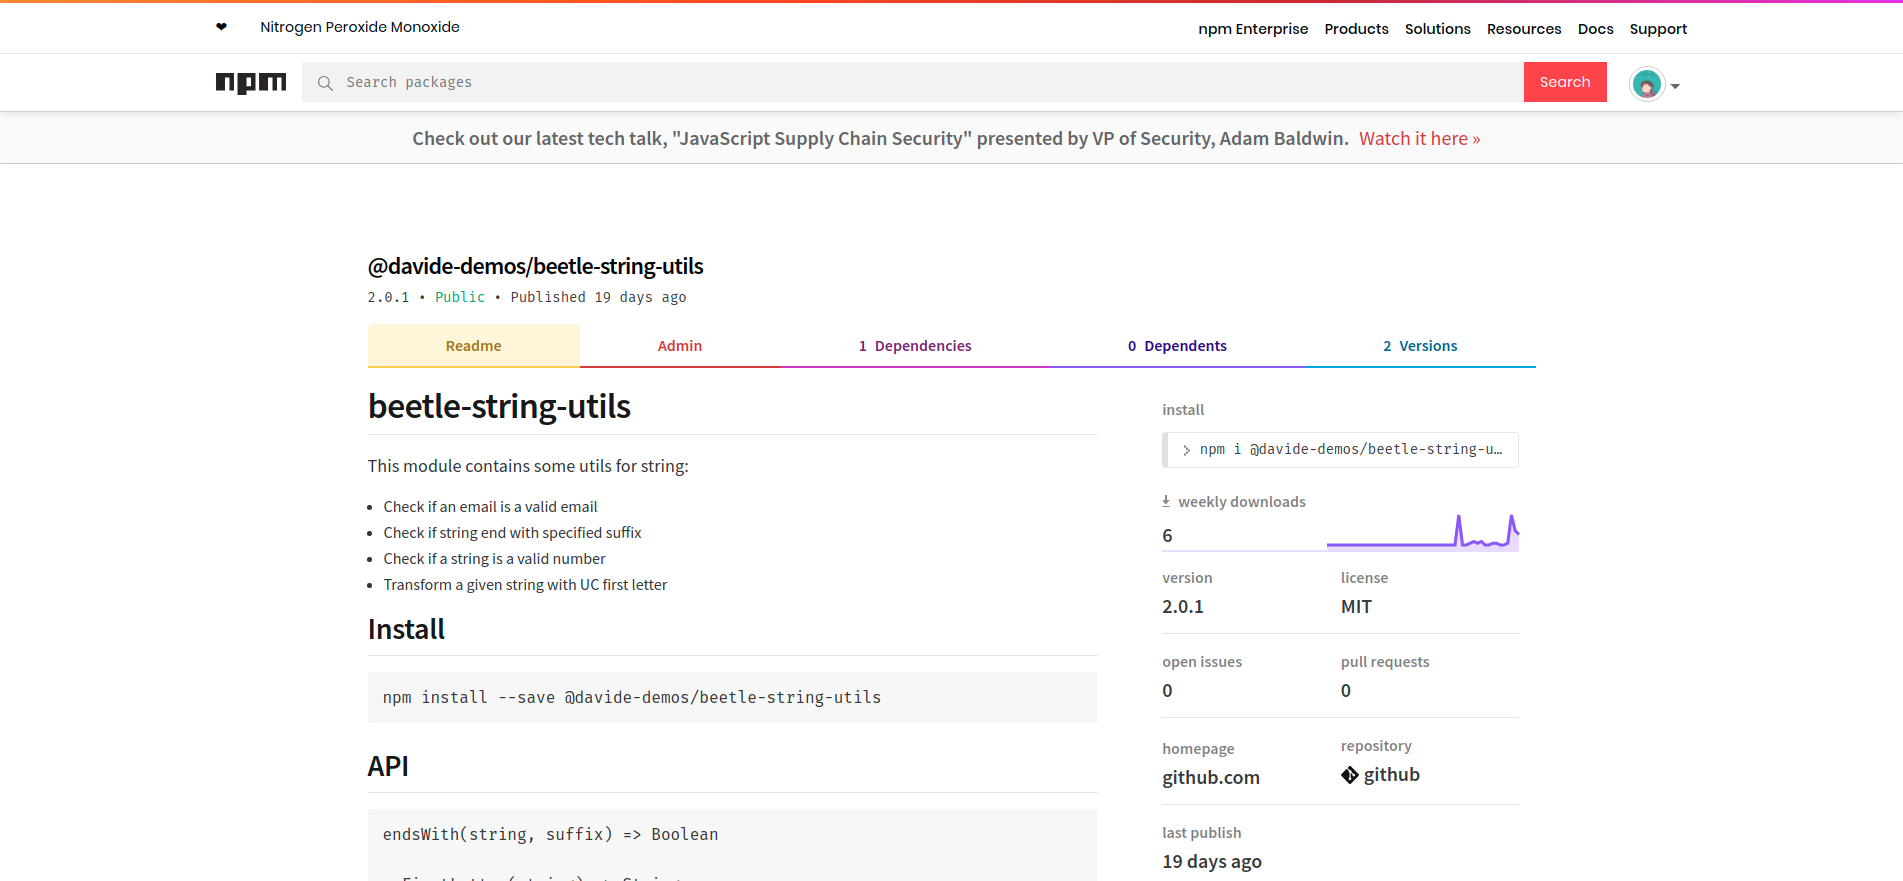 ❤ Nitrogen Peroxide Monoxide
npm Enterprise Products Solutions Resources Docs Support
npm Search packages Search
Check out our latest tech talk, "JavaScript Supply Chain Security" presented by VP of Security, Adam Baldwin. Watch it here »
@davide-demos/beetle-string-utils
2.0.1 • Public • Published 19 days ago
Readme Admin 1 Dependencies 0 Dependents 2 Versions
beetle-string-utils
This module contains some utils for string:
• Check if an email is a valid email
• Check if string end with specified suffix
• Check if a string is a valid number
• Transform a given string with UC first letter
Install
npm install --save @davide-demos/beetle-string-utils
API
endsWith(string, suffix) => Boolean
install
npm i @davide-demos/beetle-string-u…
weekly downloads
6
version license
2.0.1 MIT
open issues pull requests
0 0
homepage repository
github.com github
last publish
19 days ago